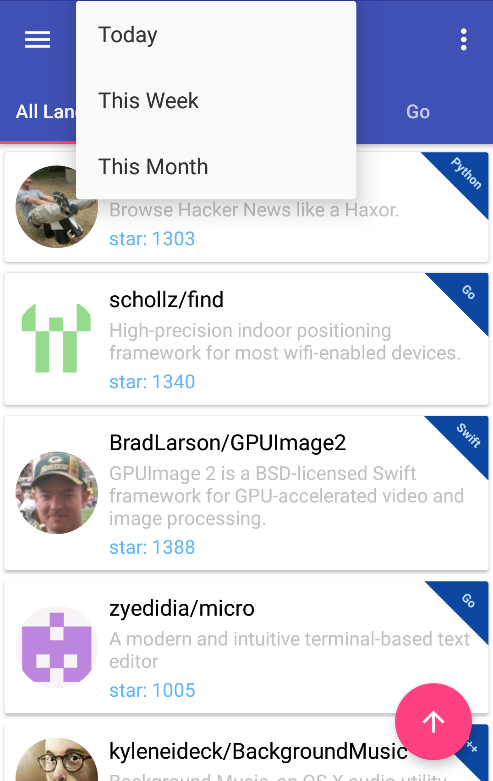 Today
This Week
This Month
All Lan
Go
Python
Browse Hacker News like a Haxor.
star: 1303
schollz/find
Go
High-precision indoor positioning
framework for most wifi-enabled devices.
star: 1340
BradLarson/GPUImage2
Swift
GPUImage 2 is a BSD-licensed Swift
framework for GPU-accelerated video and
image processing.
star: 1388
zyedidia/micro
Go
A modern and intuitive terminal-based text
editor
star: 1005
kyleneideck/BackgroundMusic
++
Background Music, an OS X audio utility